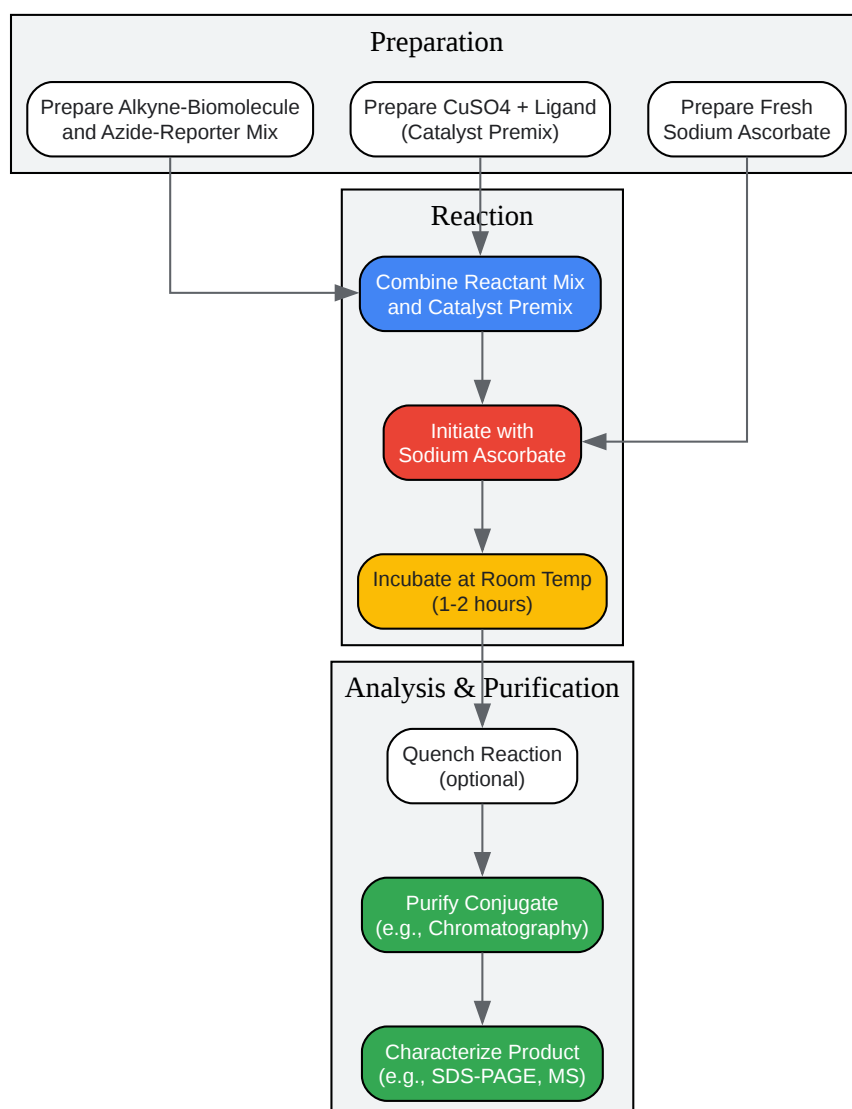 Preparation
Prepare Alkyne-Biomolecule
and Azide-Reporter Mix
Prepare CuSO4 + Ligand
(Catalyst Premix)
Prepare Fresh
Sodium Ascorbate
Reaction
Combine Reactant Mix
and Catalyst Premix
Initiate with
Sodium Ascorbate
Incubate at Room Temp
(1-2 hours)
Analysis & Purification
Quench Reaction
(optional)
Purify Conjugate
(e.g., Chromatography)
Characterize Product
(e.g., SDS-PAGE, MS)